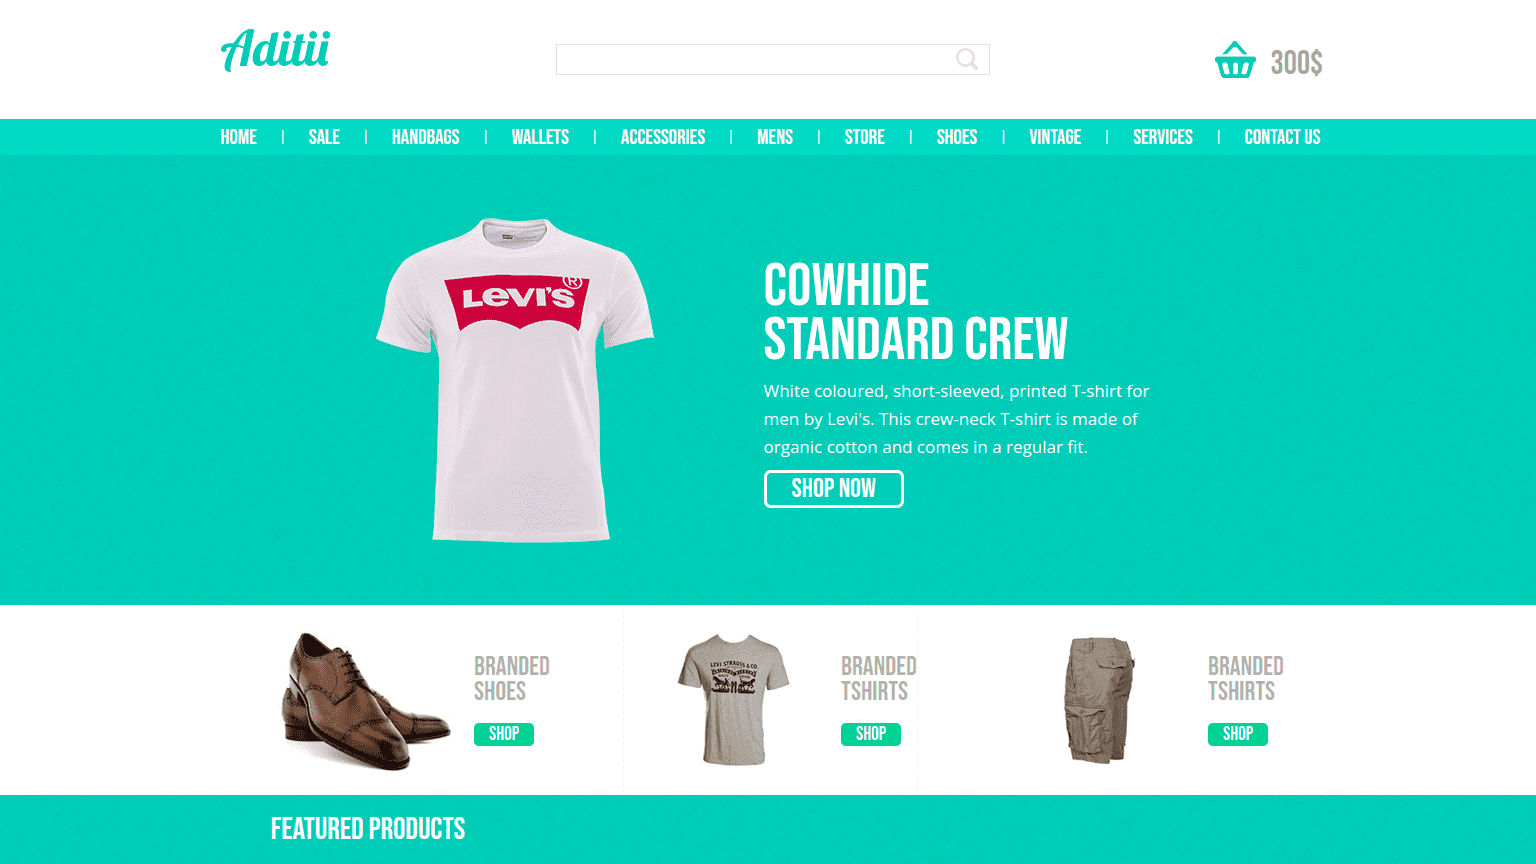 Aditii
300$
HOME | SALE | HANDBAGS | WALLETS | ACCESSORIES | MENS | STORE | SHOES | VINTAGE | SERVICES | CONTACT US
LEVI'S®
COWHIDE
STANDARD CREW
White coloured, short-sleeved, printed T-shirt for
men by Levi's. This crew-neck T-shirt is made of
organic cotton and comes in a regular fit.
SHOP NOW
BRANDED
SHOES
SHOP
LEVI STRAUSS & CO.
BRANDED
TSHIRTS
SHOP
BRANDED
TSHIRTS
SHOP
FEATURED PRODUCTS